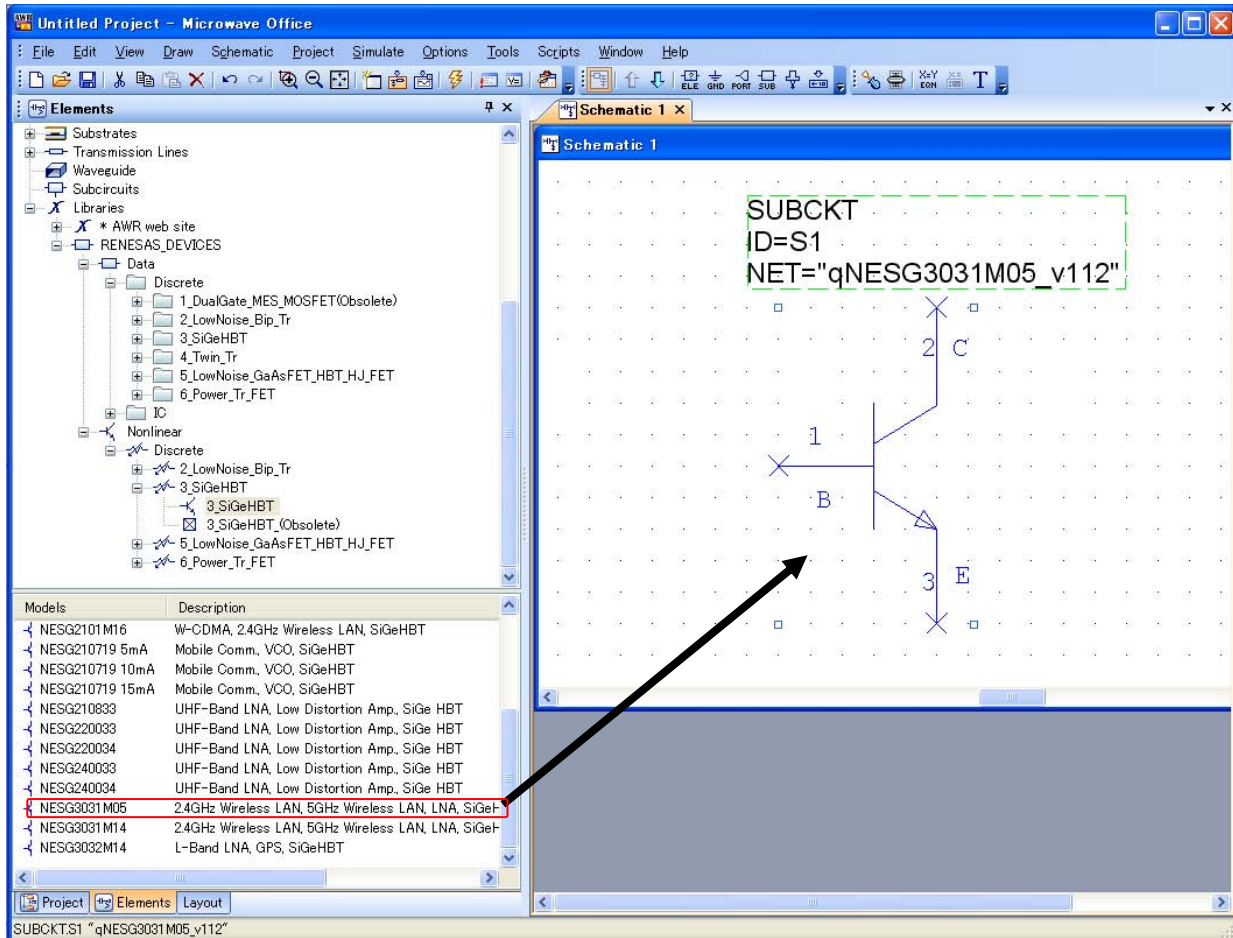 Untitled Project - Microwave Office
File Edit View Draw Schematic Project Simulate Options Tools Scripts Window Help
ELE GND PORT SUB X=Y EQN T
Elements
Substrates
Transmission Lines
Waveguide
Subcircuits
Libraries
* AWR web site
RENESAS_DEVICES
Data
Discrete
1_DualGate_MES_MOSFET(Obsolete)
2_LowNoise_Bip_Tr
3_SiGeHBT
4_Twin_Tr
5_LowNoise_GaAsFET_HBT_HJ_FET
6_Power_Tr_FET
IC
Nonlinear
Discrete
2_LowNoise_Bip_Tr
3_SiGeHBT
3_SiGeHBT
3_SiGeHBT_(Obsolete)
5_LowNoise_GaAsFET_HBT_HJ_FET
6_Power_Tr_FET
Models Description
NESG2101M16 W-CDMA, 2.4GHz Wireless LAN, SiGeHBT
NESG210719 5mA Mobile Comm., VCO, SiGeHBT
NESG210719 10mA Mobile Comm., VCO, SiGeHBT
NESG210719 15mA Mobile Comm., VCO, SiGeHBT
NESG210833 UHF-Band LNA, Low Distortion Amp., SiGe HBT
NESG220033 UHF-Band LNA, Low Distortion Amp., SiGe HBT
NESG220034 UHF-Band LNA, Low Distortion Amp., SiGe HBT
NESG240033 UHF-Band LNA, Low Distortion Amp., SiGe HBT
NESG240034 UHF-Band LNA, Low Distortion Amp., SiGe HBT
NESG3031M05 2.4GHz Wireless LAN, 5GHz Wireless LAN, LNA, SiGeH
NESG3031M14 2.4GHz Wireless LAN, 5GHz Wireless LAN, LNA, SiGeH
NESG3032M14 L-Band LNA, GPS, SiGeHBT
Project Elements Layout
SUBCKT.S1 "qNESG3031M05_v112"
Schematic 1
Schematic 1
SUBCKT
ID=S1
NET="qNESG3031M05_v112"
2 C
1
B
3 E